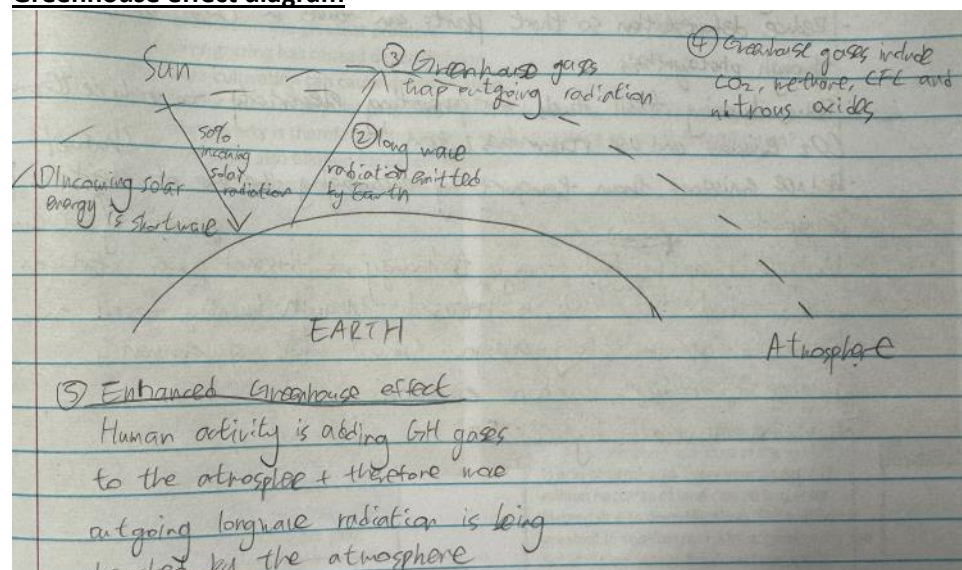 Greenhouse effect diagram
Sun
③ Greenhouse gases
trap outgoing radiation
④ Greenhouse gases include
CO2, methane, CFC and
nitrous oxides
50%
incoming
solar
radiation
② long wave
radiation emitted
by Earth
① Incoming solar
energy is shortwave
EARTH
Atmosphere
⑤ Enhanced Greenhouse effect
Human activity is adding GH gases
to the atmosphere + therefore more
outgoing longwave radiation is being
by the atmosphere